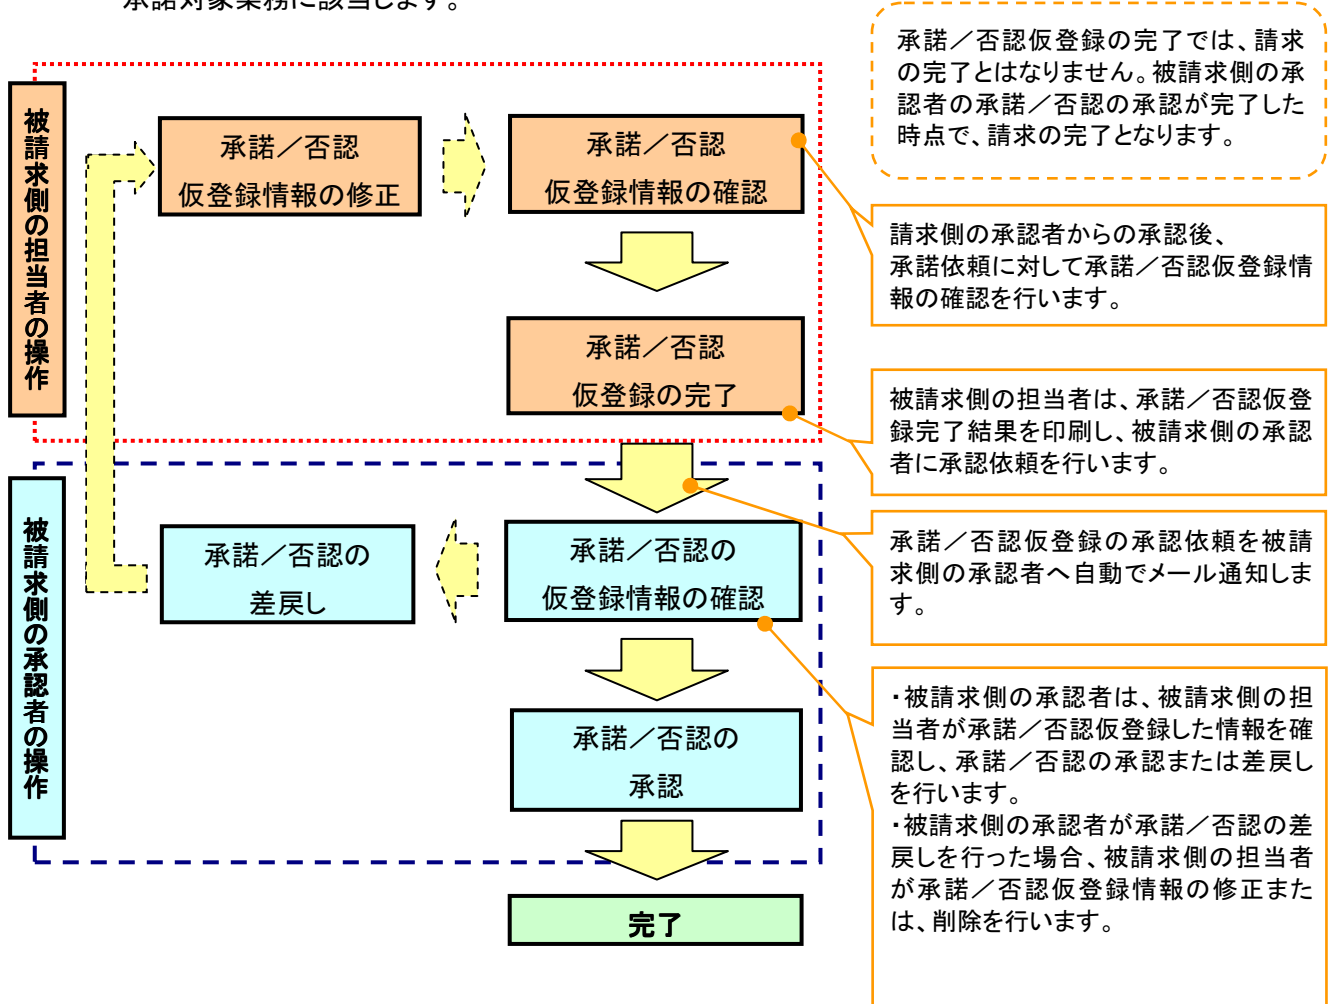 承諾対象業務に該当します。
承諾／否認仮登録の完了では、請求
の完了とはなりません。被請求側の承
認者の承諾／否認の承認が完了した
時点で、請求の完了となります。
被請求側の担当者の操作
承諾／否認
仮登録情報の修正
承諾／否認
仮登録情報の確認
請求側の承認者からの承認後、
承諾依頼に対して承諾／否認仮登録情
報の確認を行います。
承諾／否認
仮登録の完了
被請求側の担当者は、承諾／否認仮登
録完了結果を印刷し、被請求側の承認
者に承認依頼を行います。
被請求側の承認者の操作
承諾／否認の
差戻し
承諾／否認の
仮登録情報の確認
承諾／否認仮登録の承認依頼を被請
求側の承認者へ自動でメール通知しま
す。
承諾／否認の
承認
・被請求側の承認者は、被請求側の担
当者が承諾／否認仮登録した情報を確
認し、承諾／否認の承認または差戻し
を行います。
・被請求側の承認者が承諾／否認の差
戻しを行った場合、被請求側の担当者
が承諾／否認仮登録情報の修正また
は、削除を行います。
完了